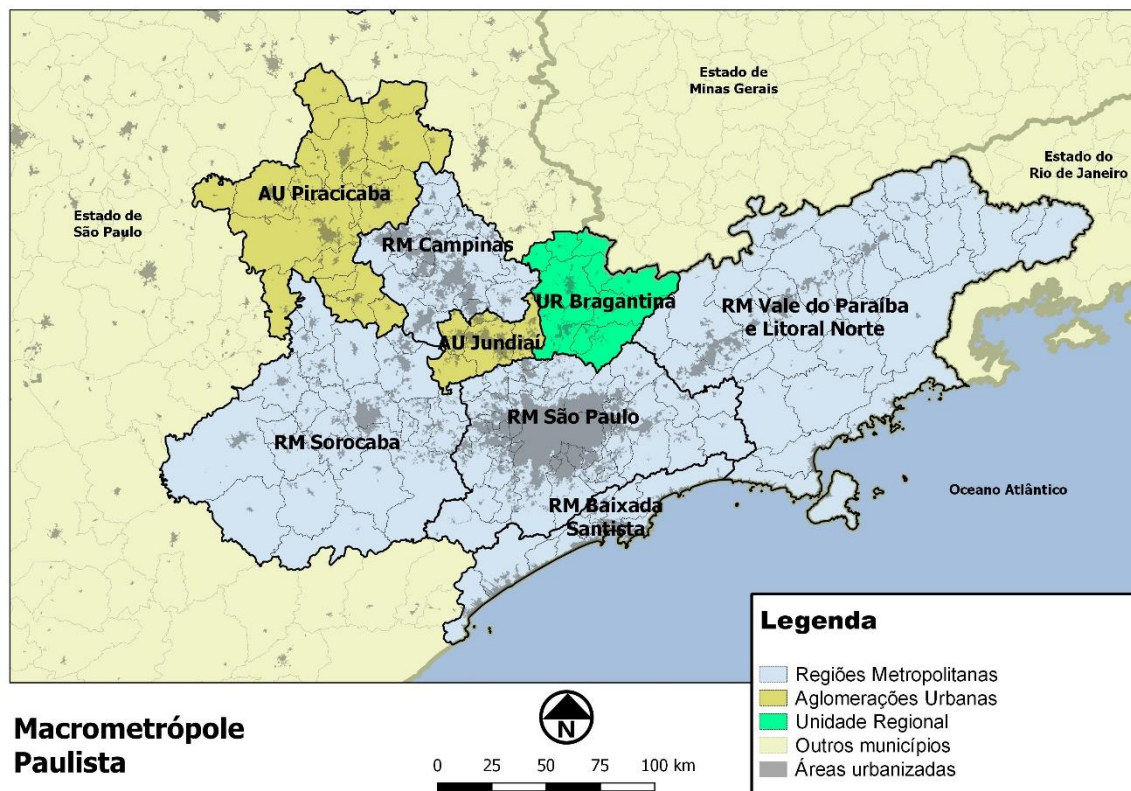 Estado de
Minas Gerais
Estado do
Rio de Janeiro
AU Piracicaba
Estado de
São Paulo
RM Campinas
UR Bragantina
RM Vale do Paraíba
e Litoral Norte
AU Jundiaí
RM São Paulo
RM Sorocaba
Oceano Atlântico
RM Baixada
Santista
Legenda
Regiões Metropolitanas
Aglomerações Urbanas
Unidade Regional
Outros municípios
Áreas urbanizadas
Macrometrópole
Paulista
N
0 25 50 75 100 km